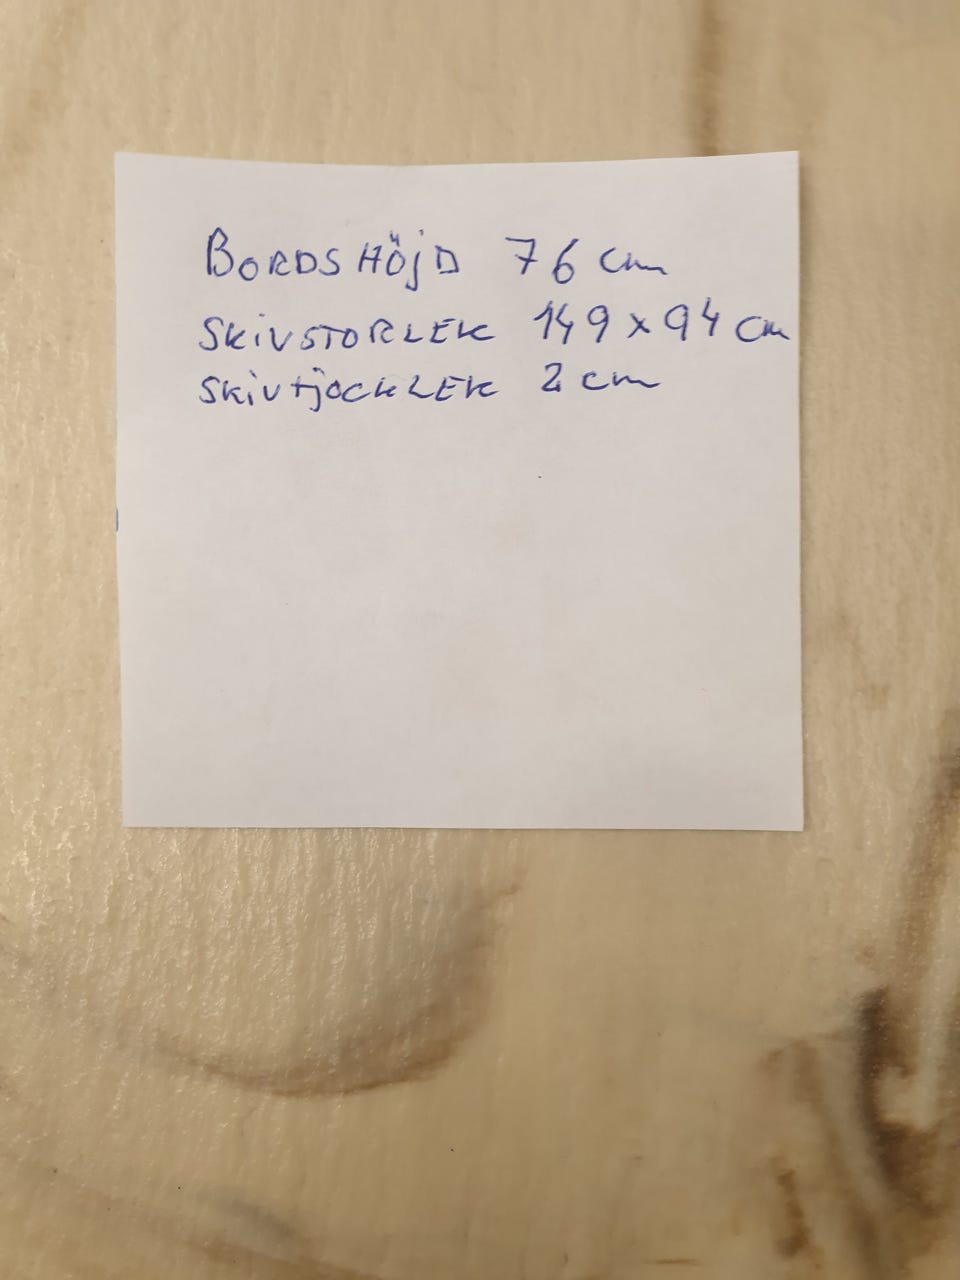 BORDSHÖJD 76 cm
SKIVSTORLEK 149 x 94 cm
SKIVTJOCKLEK 2 cm